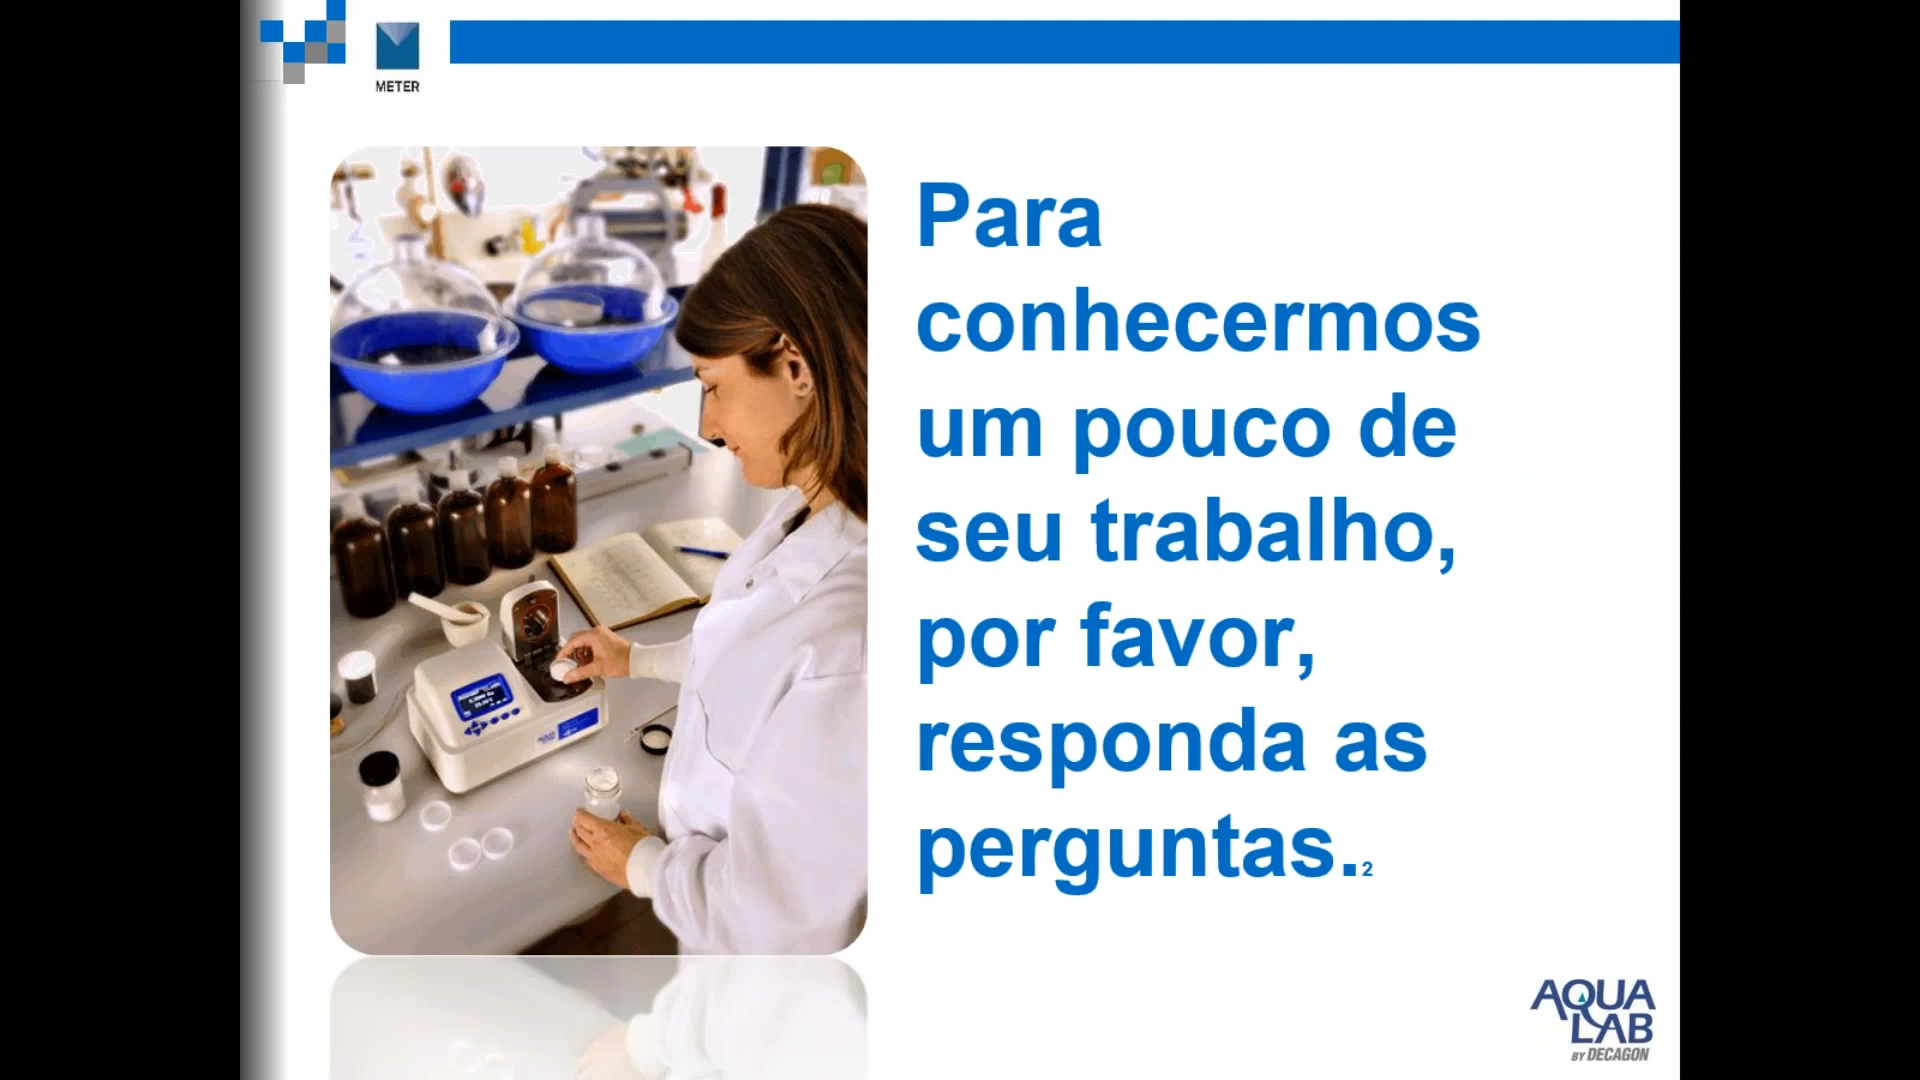 METER
Para
conhecermos
um pouco de
seu trabalho,
por favor,
responda as
perguntas.2
AQUA
LAB
BY DECAGON